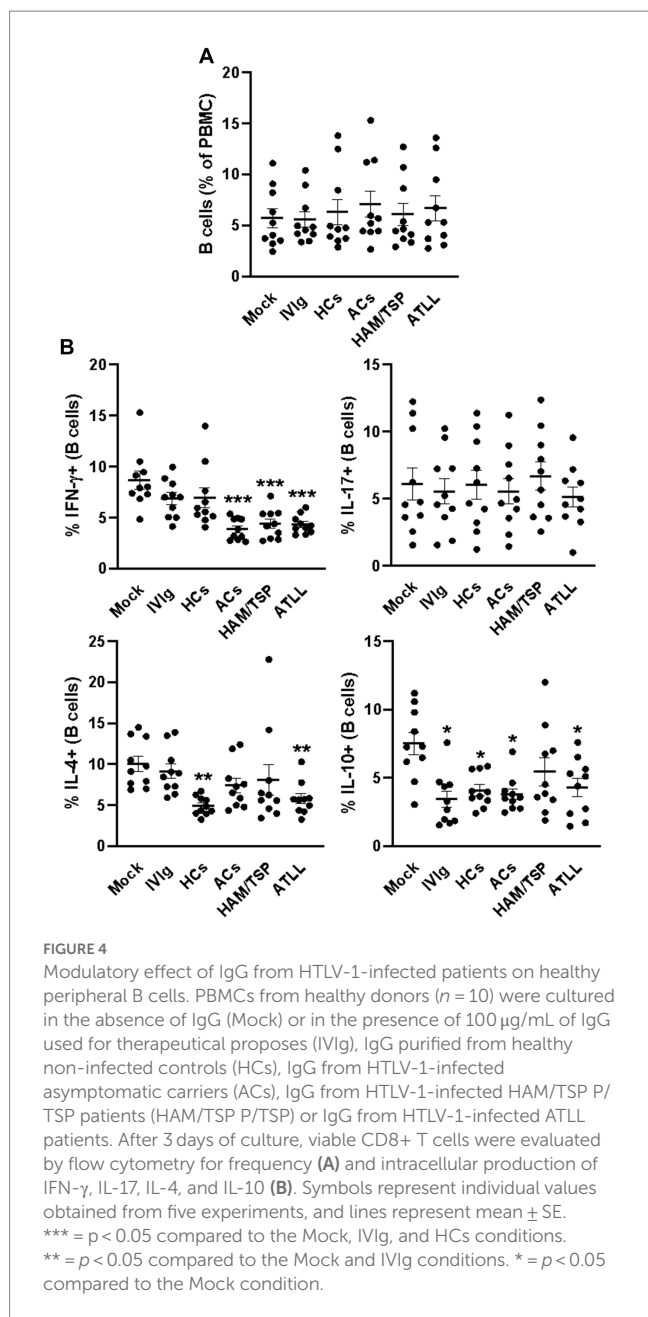 A
B cells (% of PBMC)
20
15
10
5
0
Mock
IVIg
HCs
ACs
HAM/TSP
ATLL
B
% IFN-γ+ (B cells)
20
15
10
5
0
***
***
***
Mock
IVIg
HCs
ACs
HAM/TSP
ATLL
% IL-17+ (B cells)
15
10
5
0
Mock
IVIg
HCs
ACs
HAM/TSP
ATLL
% IL-4+ (B cells)
25
20
15
10
5
0
**
**
Mock
IVIg
HCs
ACs
HAM/TSP
ATLL
% IL-10+ (B cells)
15
10
5
0
*
*
*
*
Mock
IVIg
HCs
ACs
HAM/TSP
ATLL
FIGURE 4
Modulatory effect of IgG from HTLV-1-infected patients on healthy
peripheral B cells. PBMCs from healthy donors (n = 10) were cultured
in the absence of IgG (Mock) or in the presence of 100 μg/mL of IgG
used for therapeutical proposes (IVIg), IgG purified from healthy
non-infected controls (HCs), IgG from HTLV-1-infected
asymptomatic carriers (ACs), IgG from HTLV-1-infected HAM/TSP P/
TSP patients (HAM/TSP P/TSP) or IgG from HTLV-1-infected ATLL
patients. After 3 days of culture, viable CD8+ T cells were evaluated
by flow cytometry for frequency (A) and intracellular production of
IFN-γ, IL-17, IL-4, and IL-10 (B). Symbols represent individual values
obtained from five experiments, and lines represent mean ± SE.
*** = p < 0.05 compared to the Mock, IVIg, and HCs conditions.
** = p < 0.05 compared to the Mock and IVIg conditions. * = p < 0.05
compared to the Mock condition.